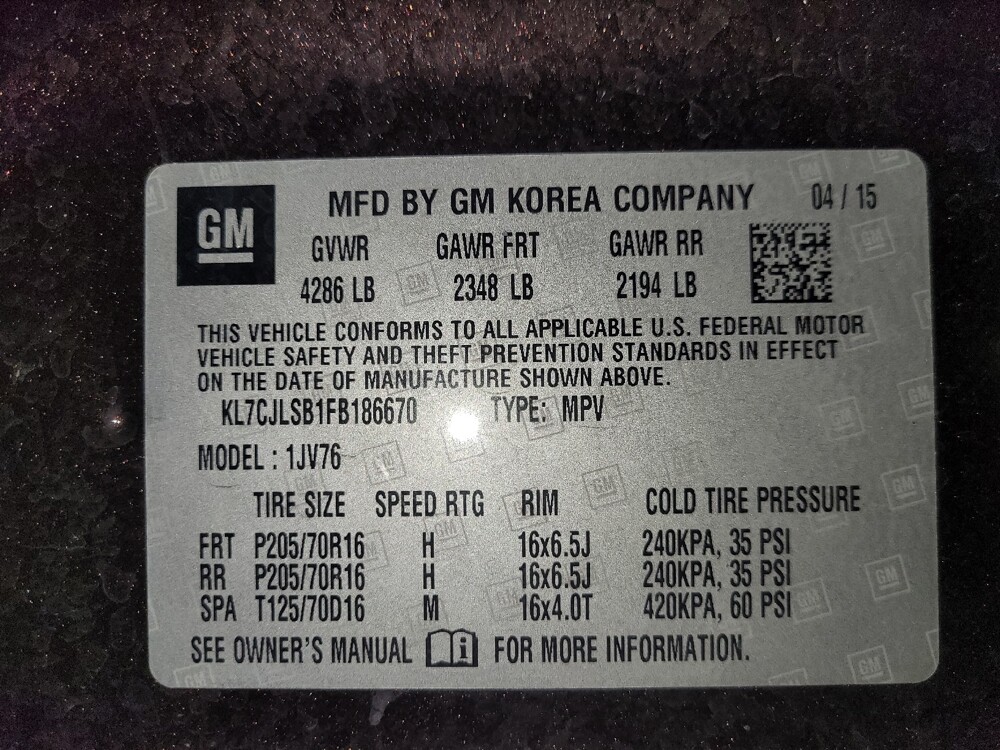 GM MFD BY GM KOREA COMPANY 04 / 15
GVWR GAWR FRT GAWR RR
4286 LB 2348 LB 2194 LB
THIS VEHICLE CONFORMS TO ALL APPLICABLE U.S. FEDERAL MOTOR
VEHICLE SAFETY AND THEFT PREVENTION STANDARDS IN EFFECT
ON THE DATE OF MANUFACTURE SHOWN ABOVE.
KL7CJLSB1FB186670 TYPE: MPV
MODEL : 1JV76
TIRE SIZE SPEED RTG RIM COLD TIRE PRESSURE
FRT P205/70R16 H 16x6.5J 240KPA, 35 PSI
RR P205/70R16 H 16x6.5J 240KPA, 35 PSI
SPA T125/70D16 M 16x4.0T 420KPA, 60 PSI
SEE OWNER'S MANUAL i FOR MORE INFORMATION.